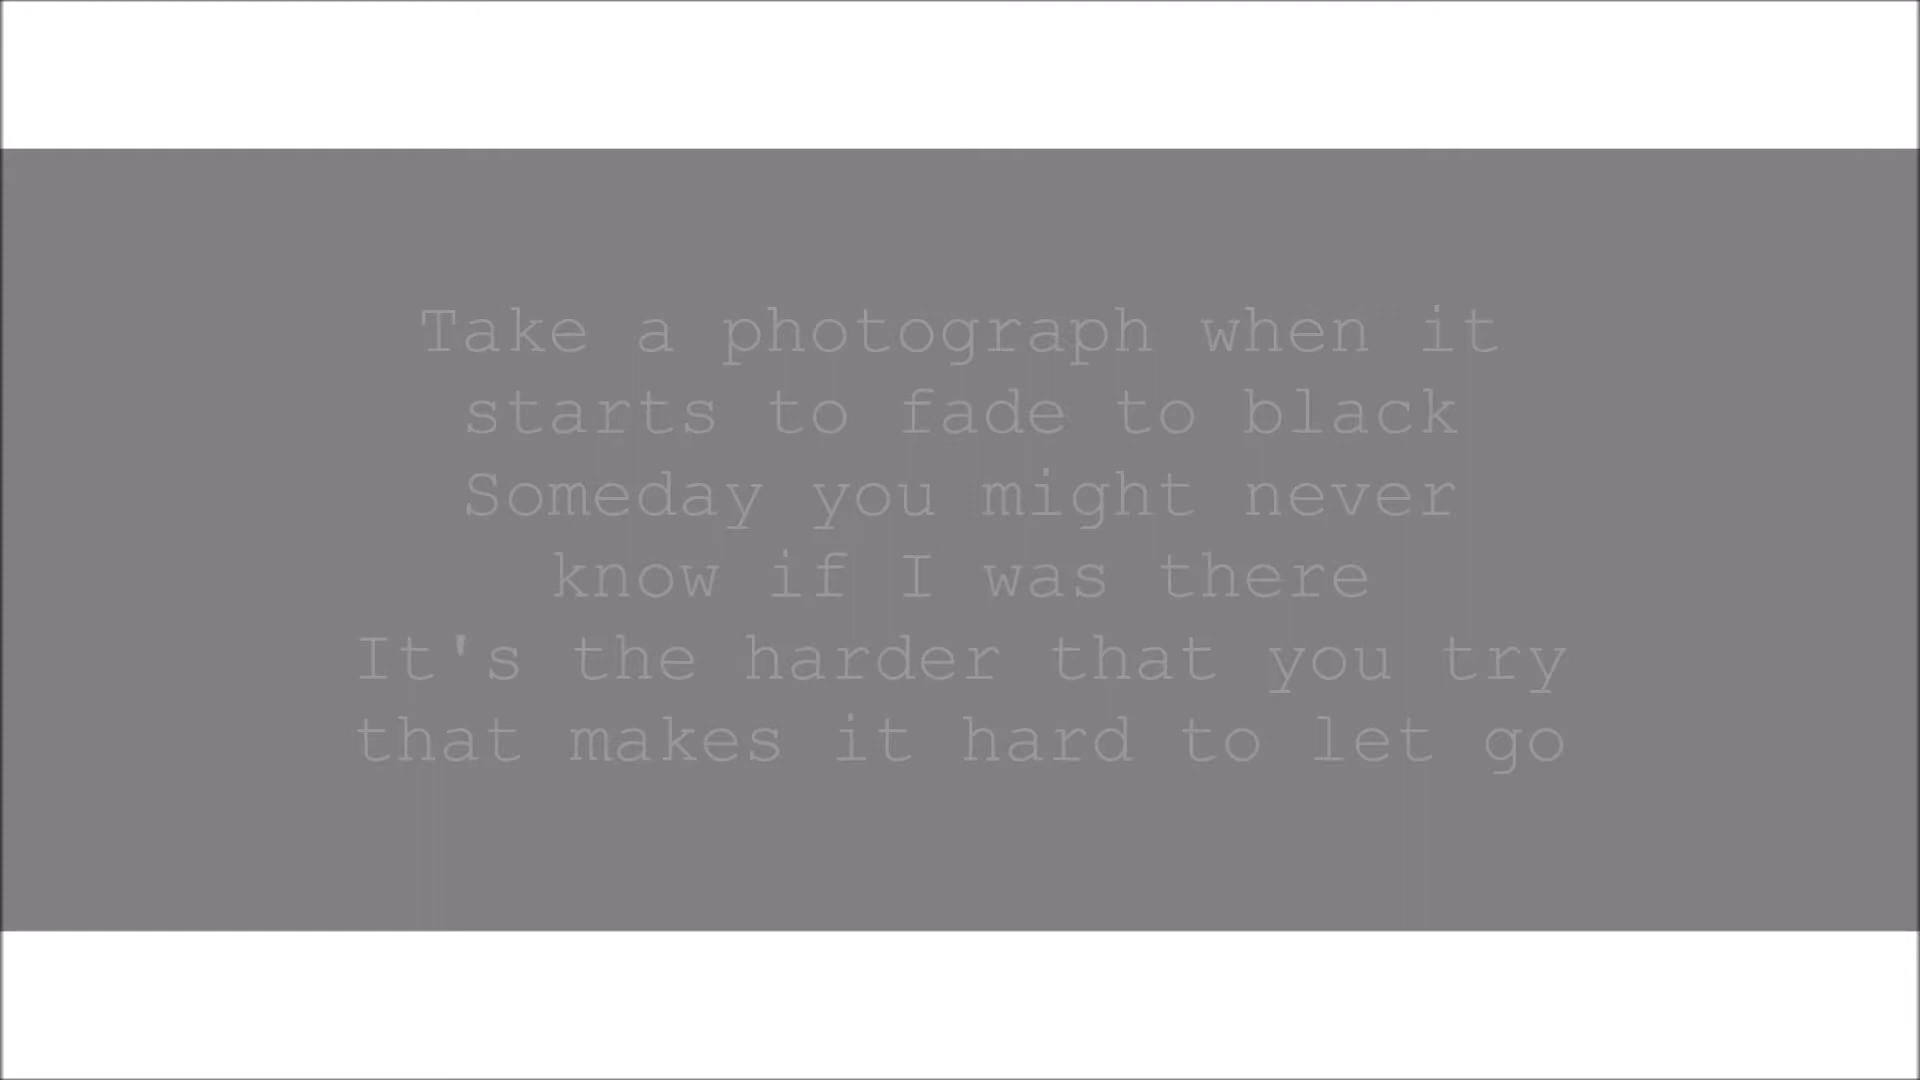 Take a photograph when it
starts to fade to black
Someday you might never
know if I was there
It's the harder that you try
that makes it hard to let go